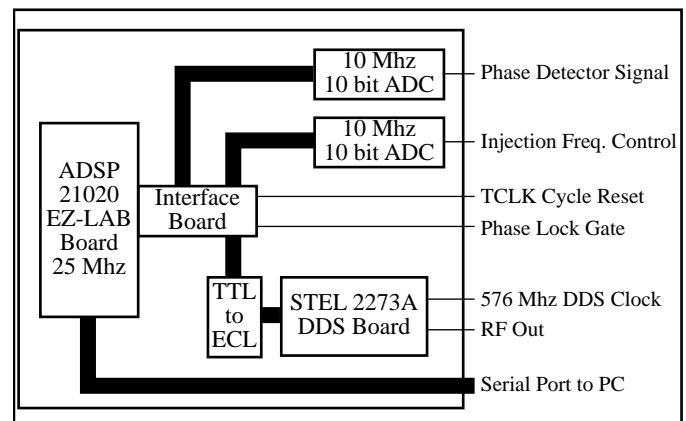 10 Mhz
10 bit ADC
Phase Detector Signal
10 Mhz
10 bit ADC
Injection Freq. Control
ADSP
21020
EZ-LAB
Board
25 Mhz
Interface
Board
TCLK Cycle Reset
Phase Lock Gate
TTL
to
ECL
STEL 2273A
DDS Board
576 Mhz DDS Clock
RF Out
Serial Port to PC